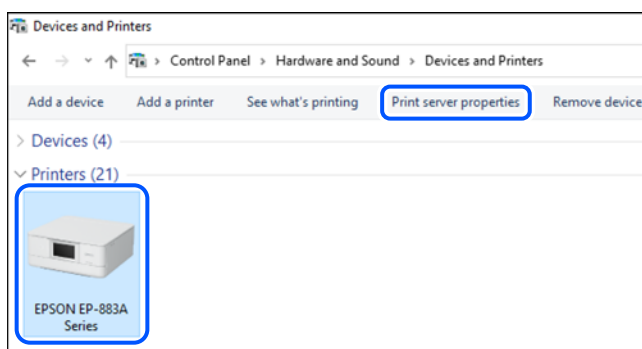 Devices and Printers
Control Panel > Hardware and Sound > Devices and Printers
Add a device Add a printer See what's printing Print server properties Remove device
Devices (4)
Printers (21)
EPSON EP-883A
Series